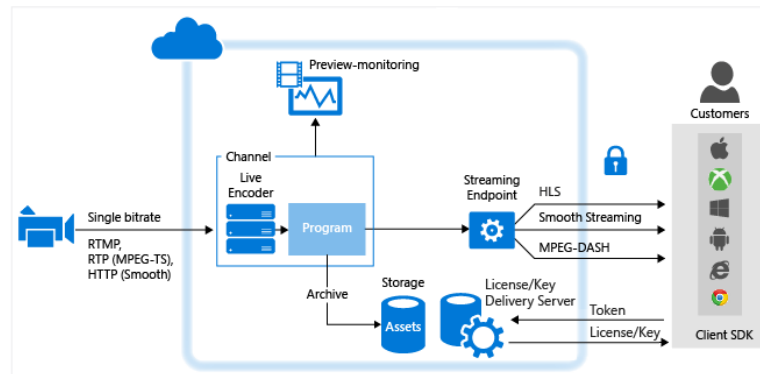 Preview-monitoring
Customers
Channel
Live
Encoder
Program
Streaming
Endpoint
HLS
Smooth Streaming
MPEG-DASH
Single bitrate
RTMP,
RTP (MPEG-TS),
HTTP (Smooth)
Archive
Storage
Assets
License/Key
Delivery Server
Token
License/Key
Client SDK